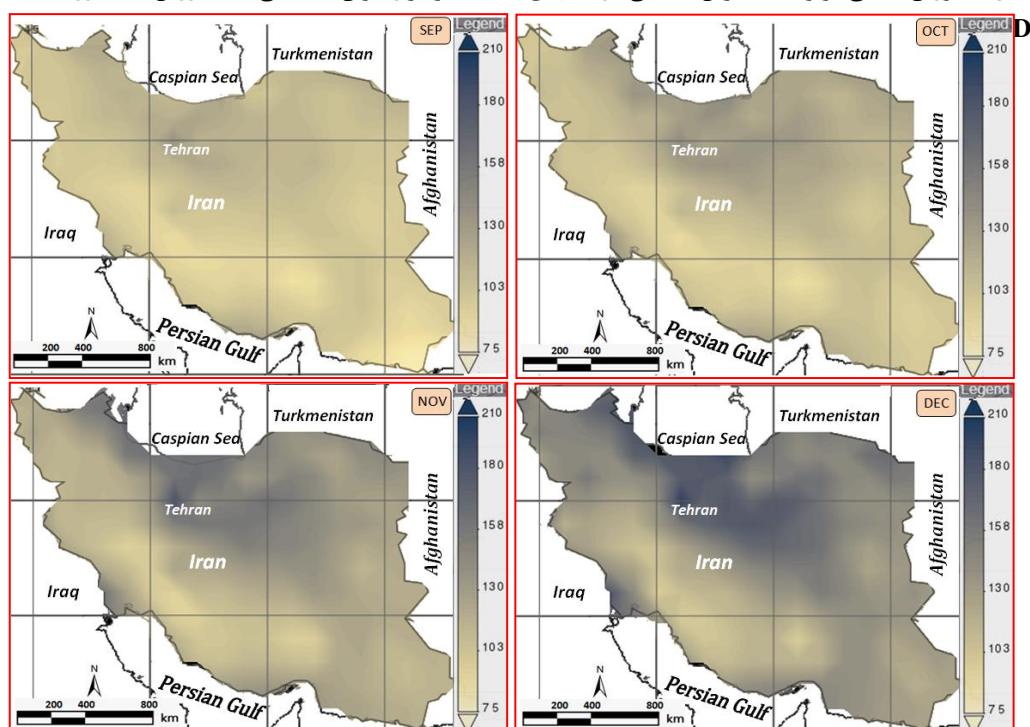 D
SEP
Legend
Turkmenistan
Caspian Sea
210
180
158
130
103
75
Tehran
Iran
Iraq
Afghanistan
Persian Gulf
N
200 400 800
km
OCT
Legend
Turkmenistan
Caspian Sea
210
180
158
130
103
75
Tehran
Iran
Iraq
Afghanistan
Persian Gulf
N
200 400 800
km
NOV
Legend
Turkmenistan
Caspian Sea
210
180
158
130
103
75
Tehran
Iran
Iraq
Afghanistan
Persian Gulf
N
200 400 800
km
DEC
Legend
Turkmenistan
Caspian Sea
210
180
158
130
103
75
Tehran
Iran
Iraq
Afghanistan
Persian Gulf
N
200 400 800
km